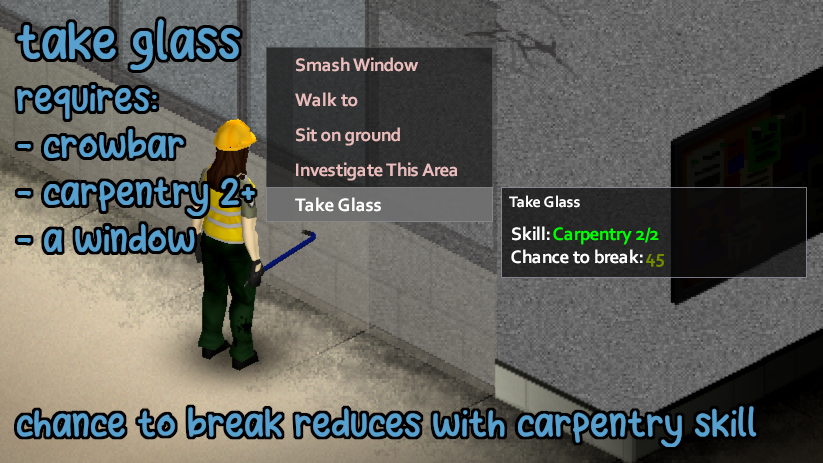 take glass
requires:
- crowbar
- carpentry 2+
- a window
Smash Window
Walk to
Sit on ground
Investigate This Area
Take Glass
Take Glass
Skill: Carpentry 2/2
Chance to break: 45
chance to break reduces with carpentry skill